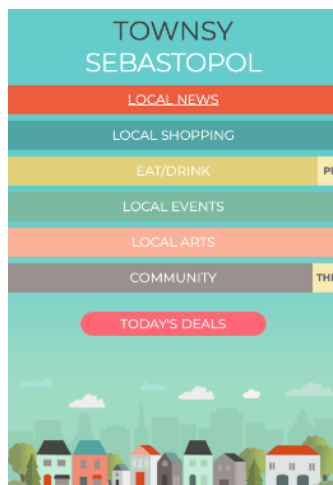 TOWNSY
SEBASTOPOL
LOCAL NEWS
LOCAL SHOPPING
EAT/DRINK
LOCAL EVENTS
LOCAL ARTS
COMMUNITY
TODAY'S DEALS